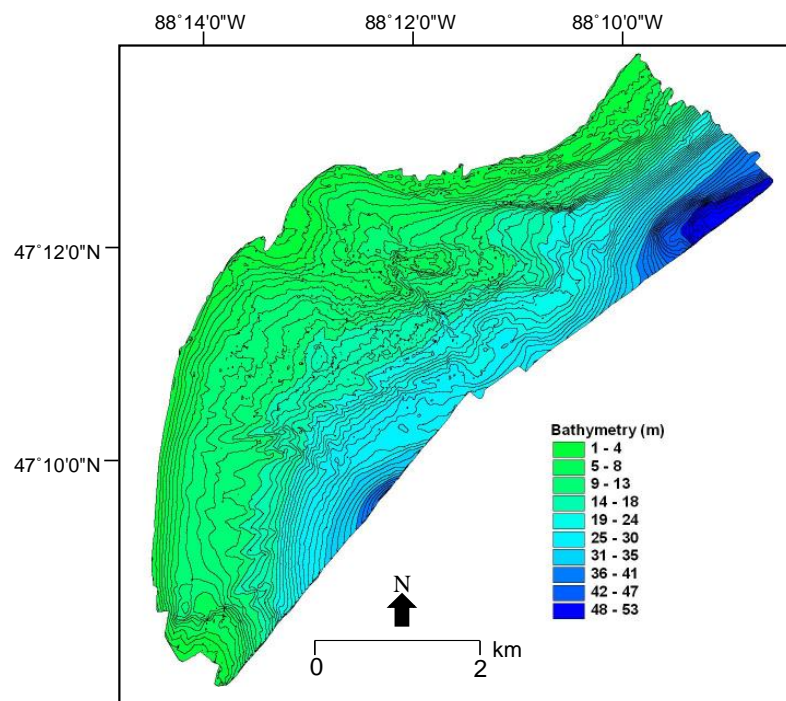 88°14'0"W 88°12'0"W 88°10'0"W
47°12'0"N
47°10'0"N
Bathymetry (m)
1 - 4
5 - 8
9 - 13
14 - 18
19 - 24
25 - 30
31 - 35
36 - 41
42 - 47
48 - 53
N
0 2 km